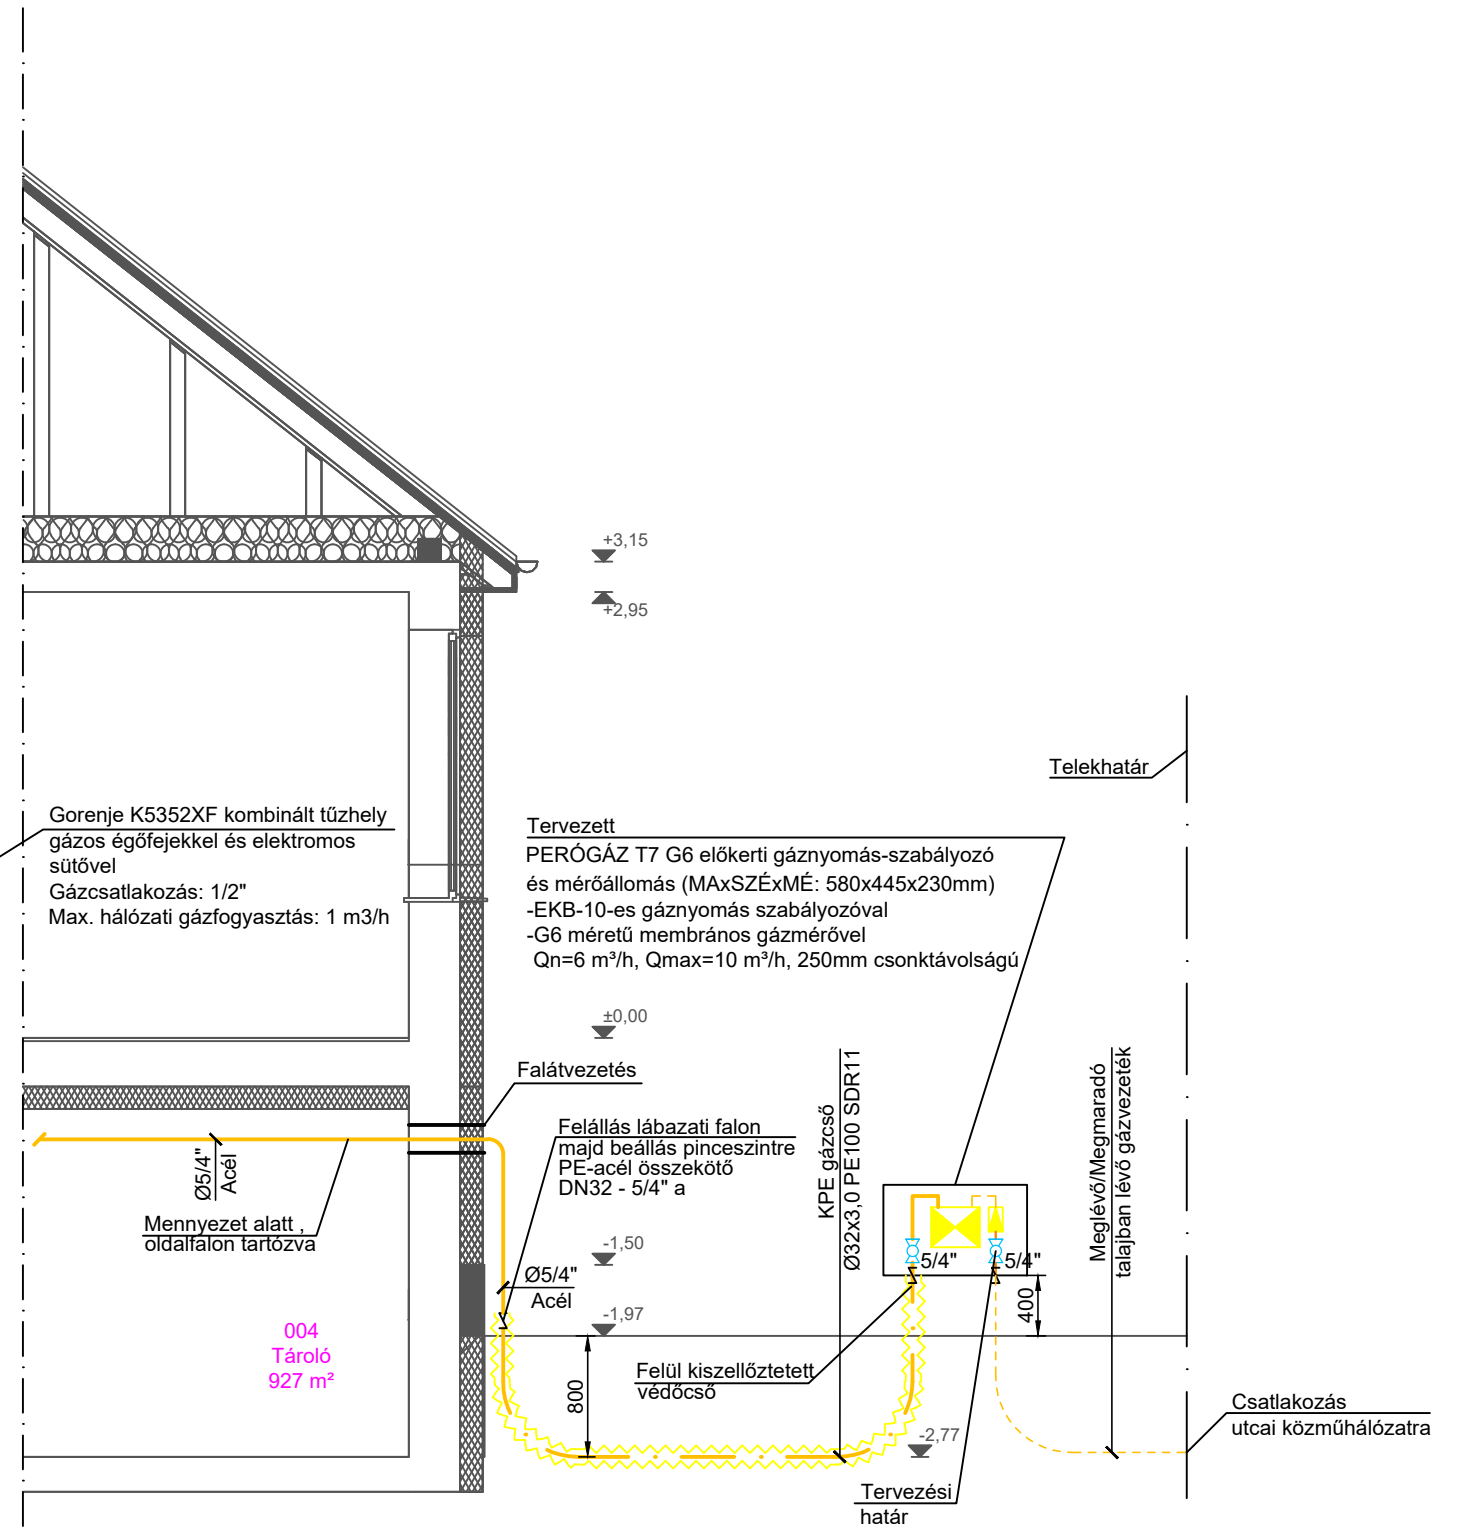 +3,15
+2,95
Telekhatár
Gorenje K5352XF kombinált tűzhely
gázos égőfejekkel és elektromos
sütővel
Gázcsatlakozás: 1/2"
Max. hálózati gázfogyasztás: 1 m3/h
Tervezett
PERÓGÁZ T7 G6 előkerti gáznyomás-szabályozó
és mérőállomás (MAxSZÉxMÉ: 580x445x230mm)
-EKB-10-es gáznyomás szabályozóval
-G6 méretű membrános gázmérővel
Qn=6 m³/h, Qmax=10 m³/h, 250mm csonktávolságú
±0,00
Falátvezetés
Felállás lábazati falon
majd beállás pinceszintre
PE-acél összekötő
DN32 - 5/4" a
KPE gázcső
Ø32x3,0 PE100 SDR11
Meglévő/Megmaradó
talajban lévő gázvezeték
Ø5/4"
Acél
Mennyezet alatt ,
oldalfalon tartózva
-1,50
Ø5/4"
Acél
5/4"
5/4"
400
-1,97
004
Tároló
927 m²
800
Felül kiszellőztetett
védőcső
-2,77
Csatlakozás
utcai közműhálózatra
Tervezési
határ